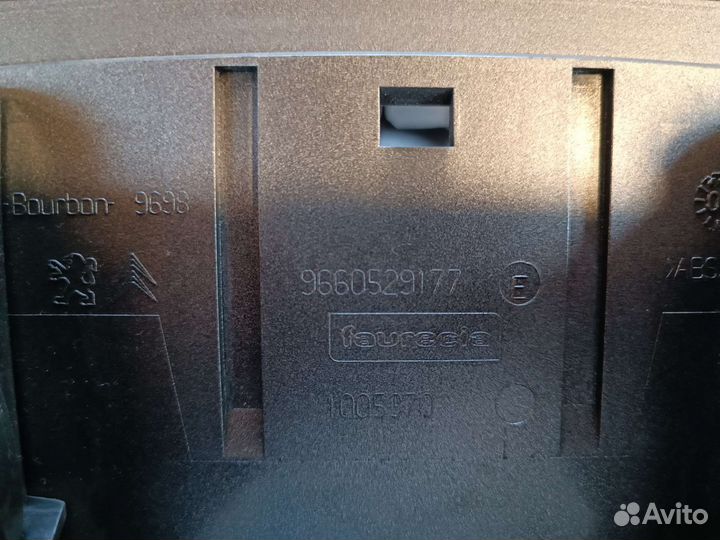 -Bourbon- 9698
9660529177 E
faurecia
1005970
>ABS
Avito